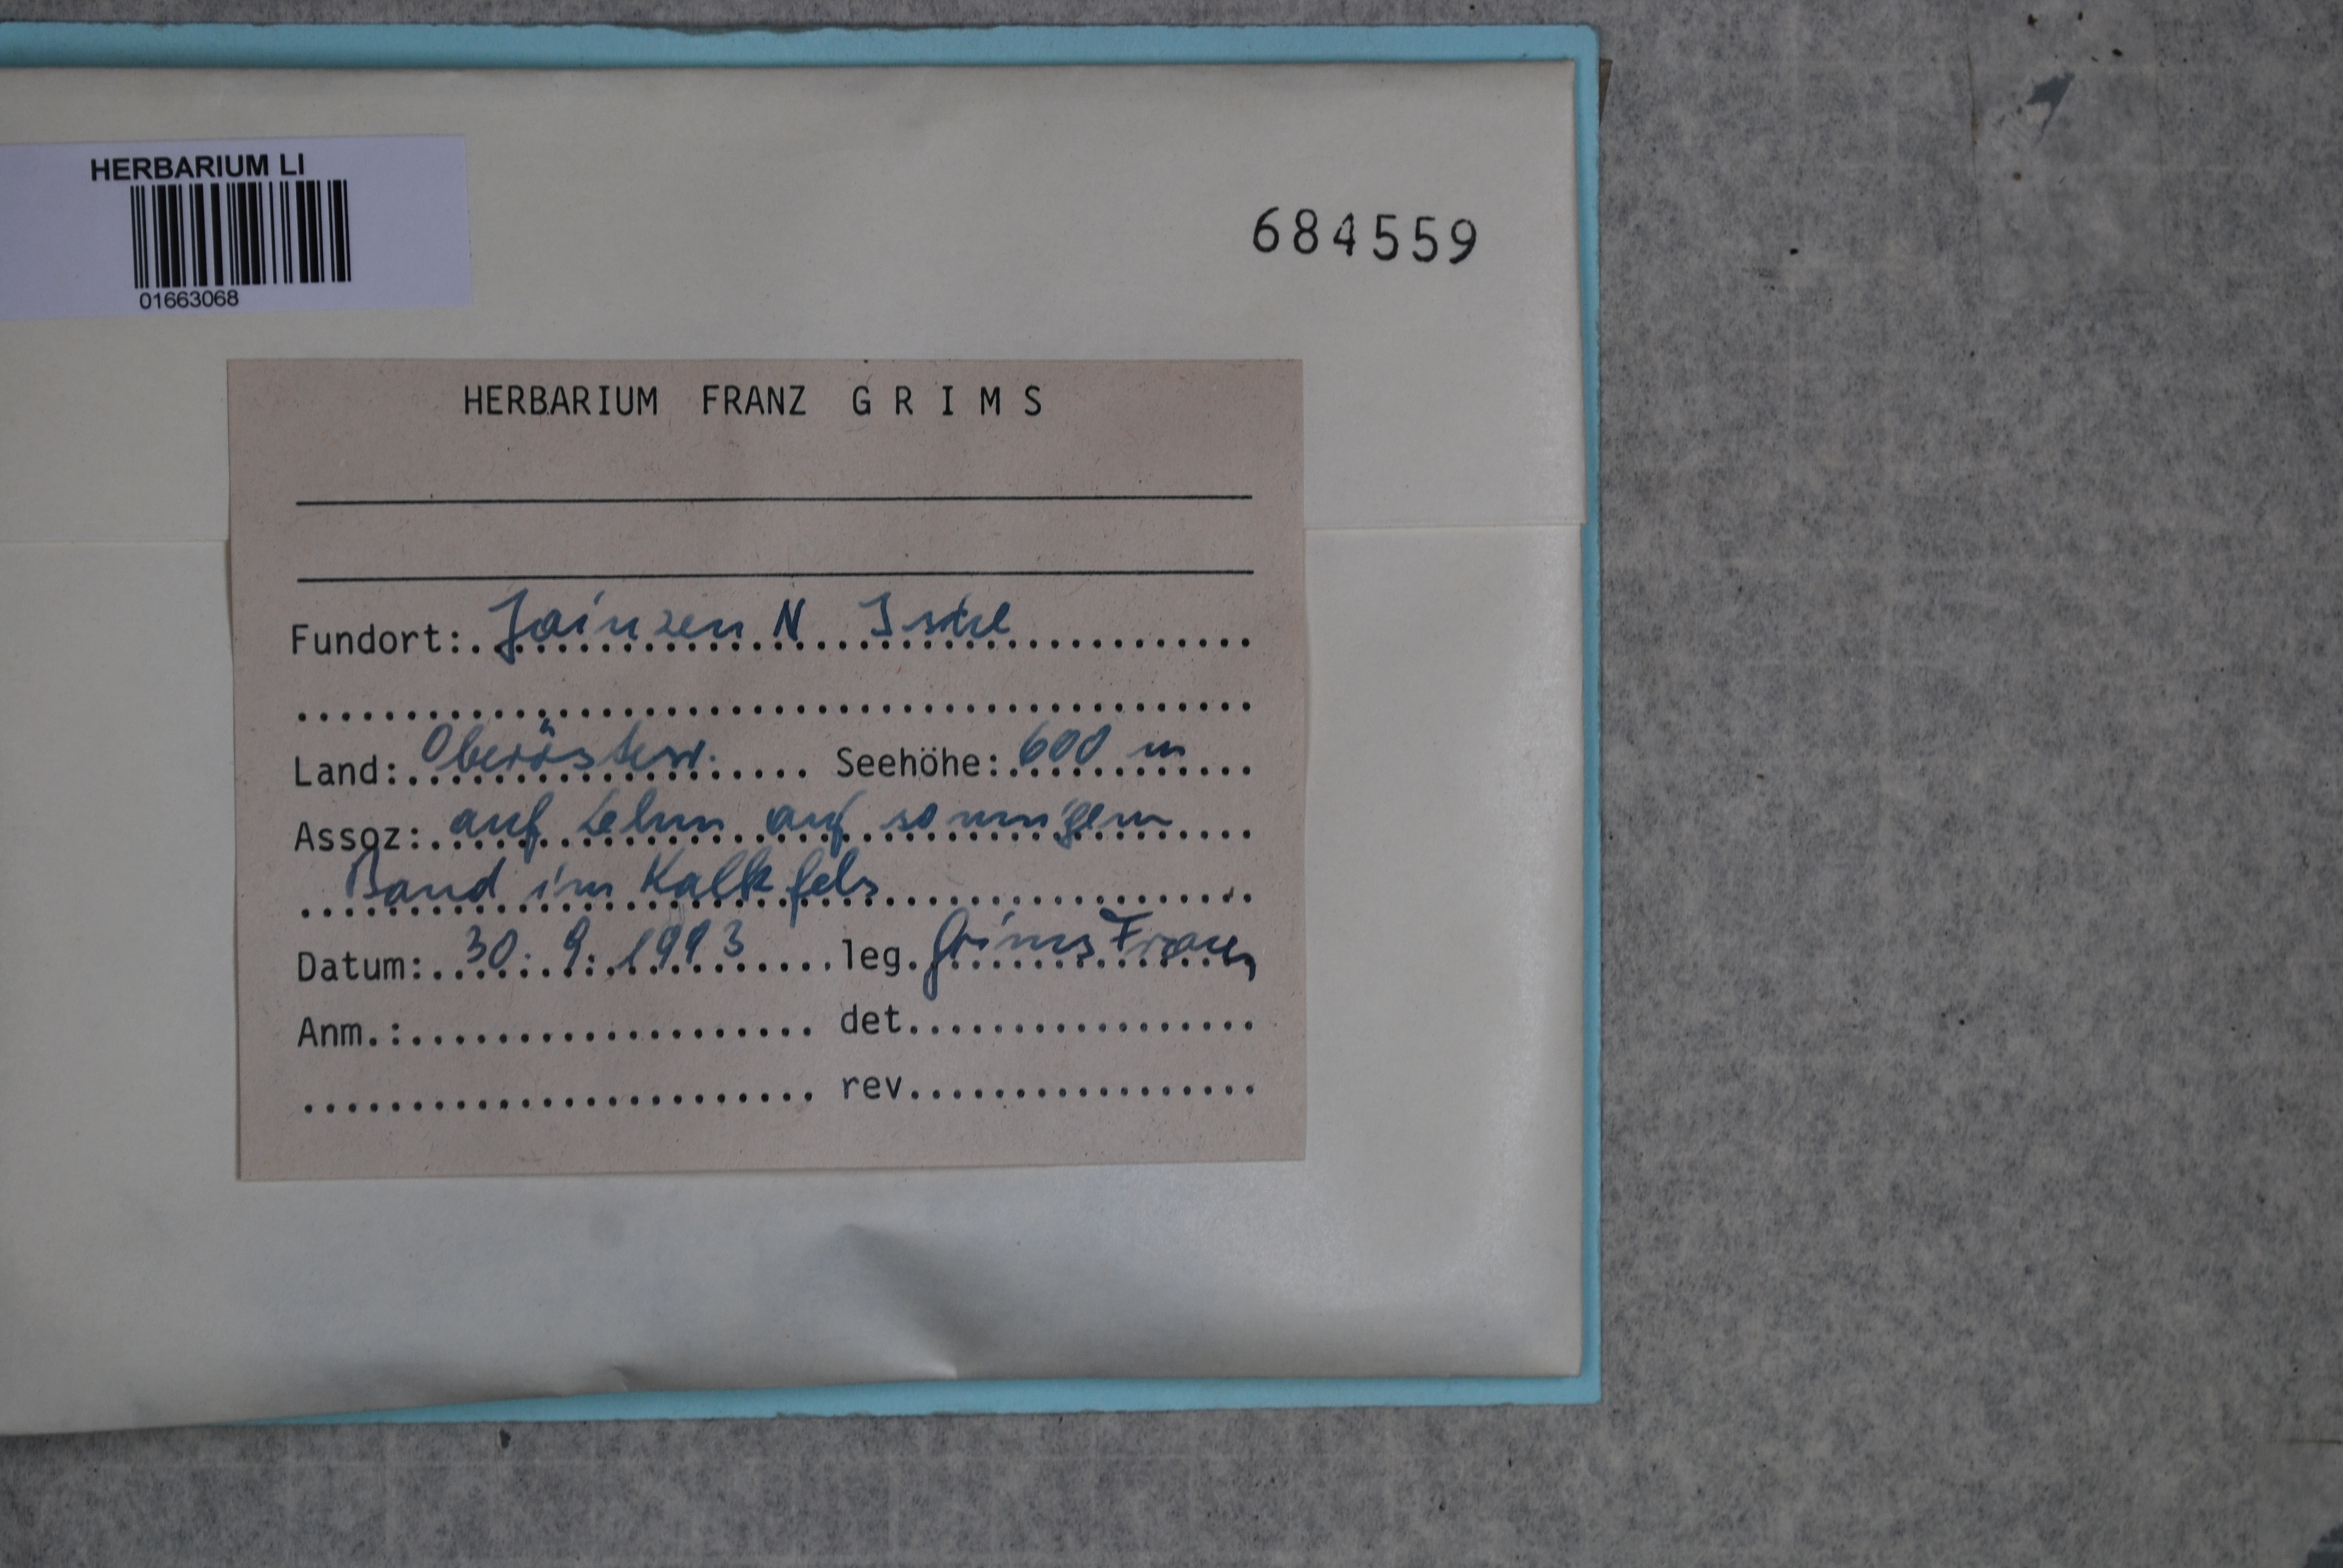 HERBARIUM LI
01663068
684559
HERBARIUM FRANZ GRIMS
Fundort: Jainzen N Ischl
Land: Oberösterr. Seehöhe: 600 m
Assoz: auf Lehm auf sonnigem
Band im Kalkfels
Datum: 30.9.1993 leg. Grims Franz
Anm.: det.
rev.